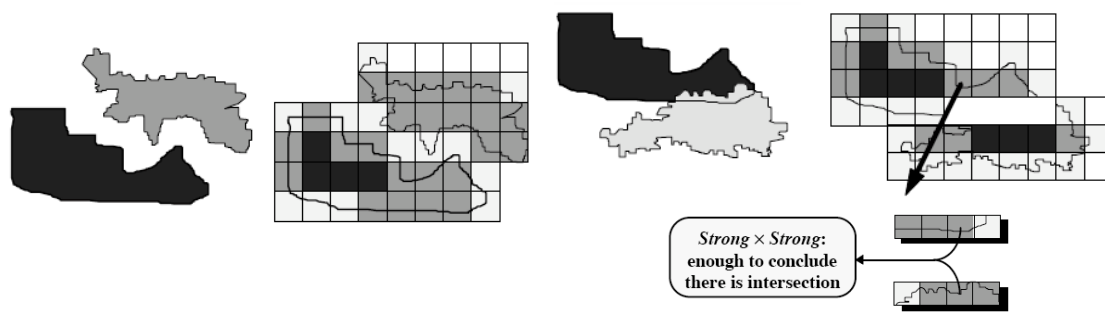 Strong × Strong:
enough to conclude
there is intersection